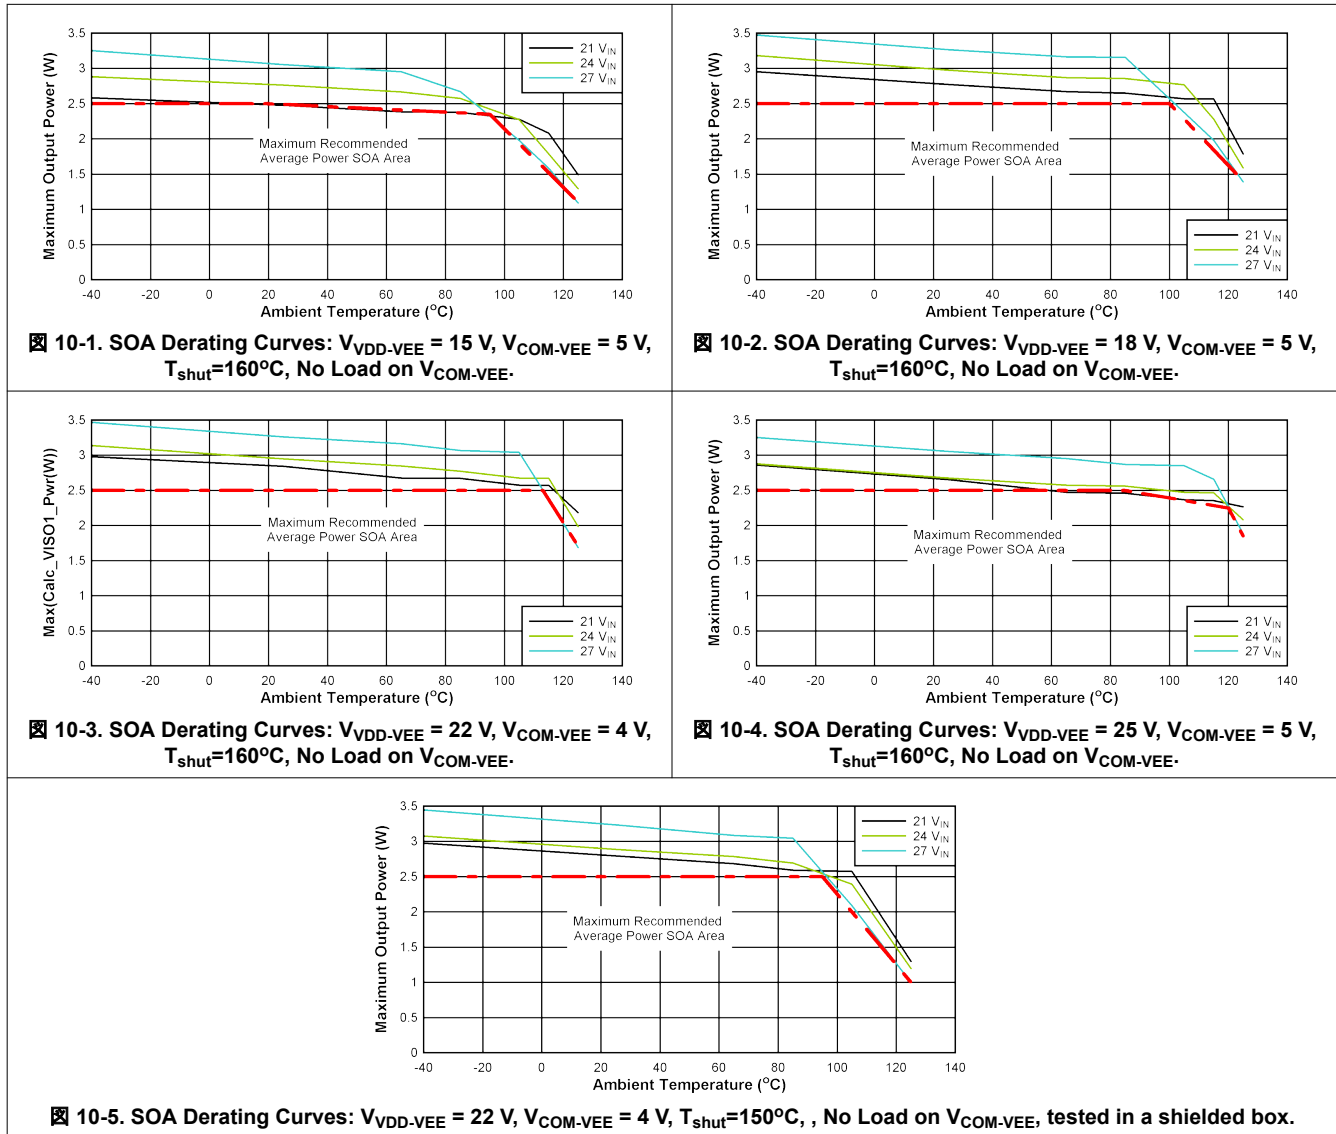 3.5
3
2.5
2
1.5
1
0.5
0
-40 -20 0 20 40 60 80 100 120 140
Maximum Output Power (W)
Ambient Temperature (°C)
21 VIN
24 VIN
27 VIN
Maximum Recommended
Average Power SOA Area
図 10-1. SOA Derating Curves: VVDD-VEE = 15 V, VCOM-VEE = 5 V,
Tshut=160°C, No Load on VCOM-VEE.
3.5
3
2.5
2
1.5
1
0.5
0
-40 -20 0 20 40 60 80 100 120 140
Maximum Output Power (W)
Ambient Temperature (°C)
Maximum Recommended
Average Power SOA Area
21 VIN
24 VIN
27 VIN
図 10-2. SOA Derating Curves: VVDD-VEE = 18 V, VCOM-VEE = 5 V,
Tshut=160°C, No Load on VCOM-VEE.
3.5
3
2.5
2
1.5
1
0.5
0
-40 -20 0 20 40 60 80 100 120 140
Max(Calc_VISO1_Pwr(W))
Ambient Temperature (°C)
Maximum Recommended
Average Power SOA Area
21 VIN
24 VIN
27 VIN
図 10-3. SOA Derating Curves: VVDD-VEE = 22 V, VCOM-VEE = 4 V,
Tshut=160°C, No Load on VCOM-VEE.
3.5
3
2.5
2
1.5
1
0.5
0
-40 -20 0 20 40 60 80 100 120 140
Maximum Output Power (W)
Ambient Temperature (°C)
Maximum Recommended
Average Power SOA Area
21 VIN
24 VIN
27 VIN
図 10-4. SOA Derating Curves: VVDD-VEE = 25 V, VCOM-VEE = 5 V,
Tshut=160°C, No Load on VCOM-VEE.
3.5
3
2.5
2
1.5
1
0.5
0
-40 -20 0 20 40 60 80 100 120 140
Maximum Output Power (W)
Ambient Temperature (°C)
21 VIN
24 VIN
27 VIN
Maximum Recommended
Average Power SOA Area
図 10-5. SOA Derating Curves: VVDD-VEE = 22 V, VCOM-VEE = 4 V, Tshut=150°C, , No Load on VCOM-VEE, tested in a shielded box.